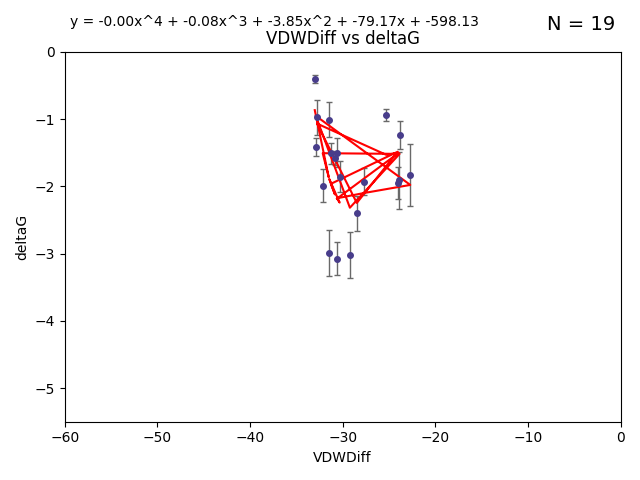 y = -0.00x^4 + -0.08x^3 + -3.85x^2 + -79.17x + -598.13
N = 19
VDWDiff vs deltaG
0
−1
−2
−3
−4
−5
deltaG
−60 −50 −40 −30 −20 −10 0
VDWDiff